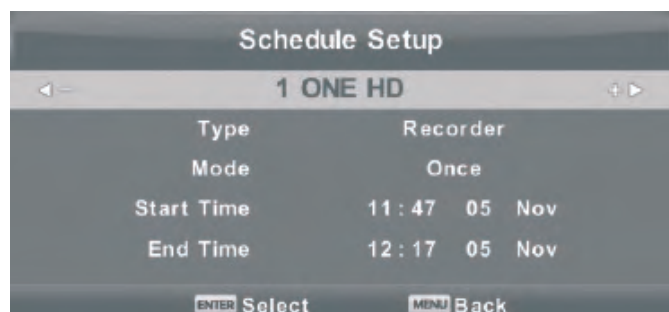 Schedule Setup
1 ONE HD
Type Recorder
Mode Once
Start Time 11 : 47 05 Nov
End Time 12 : 17 05 Nov
ENTER Select MENU Back